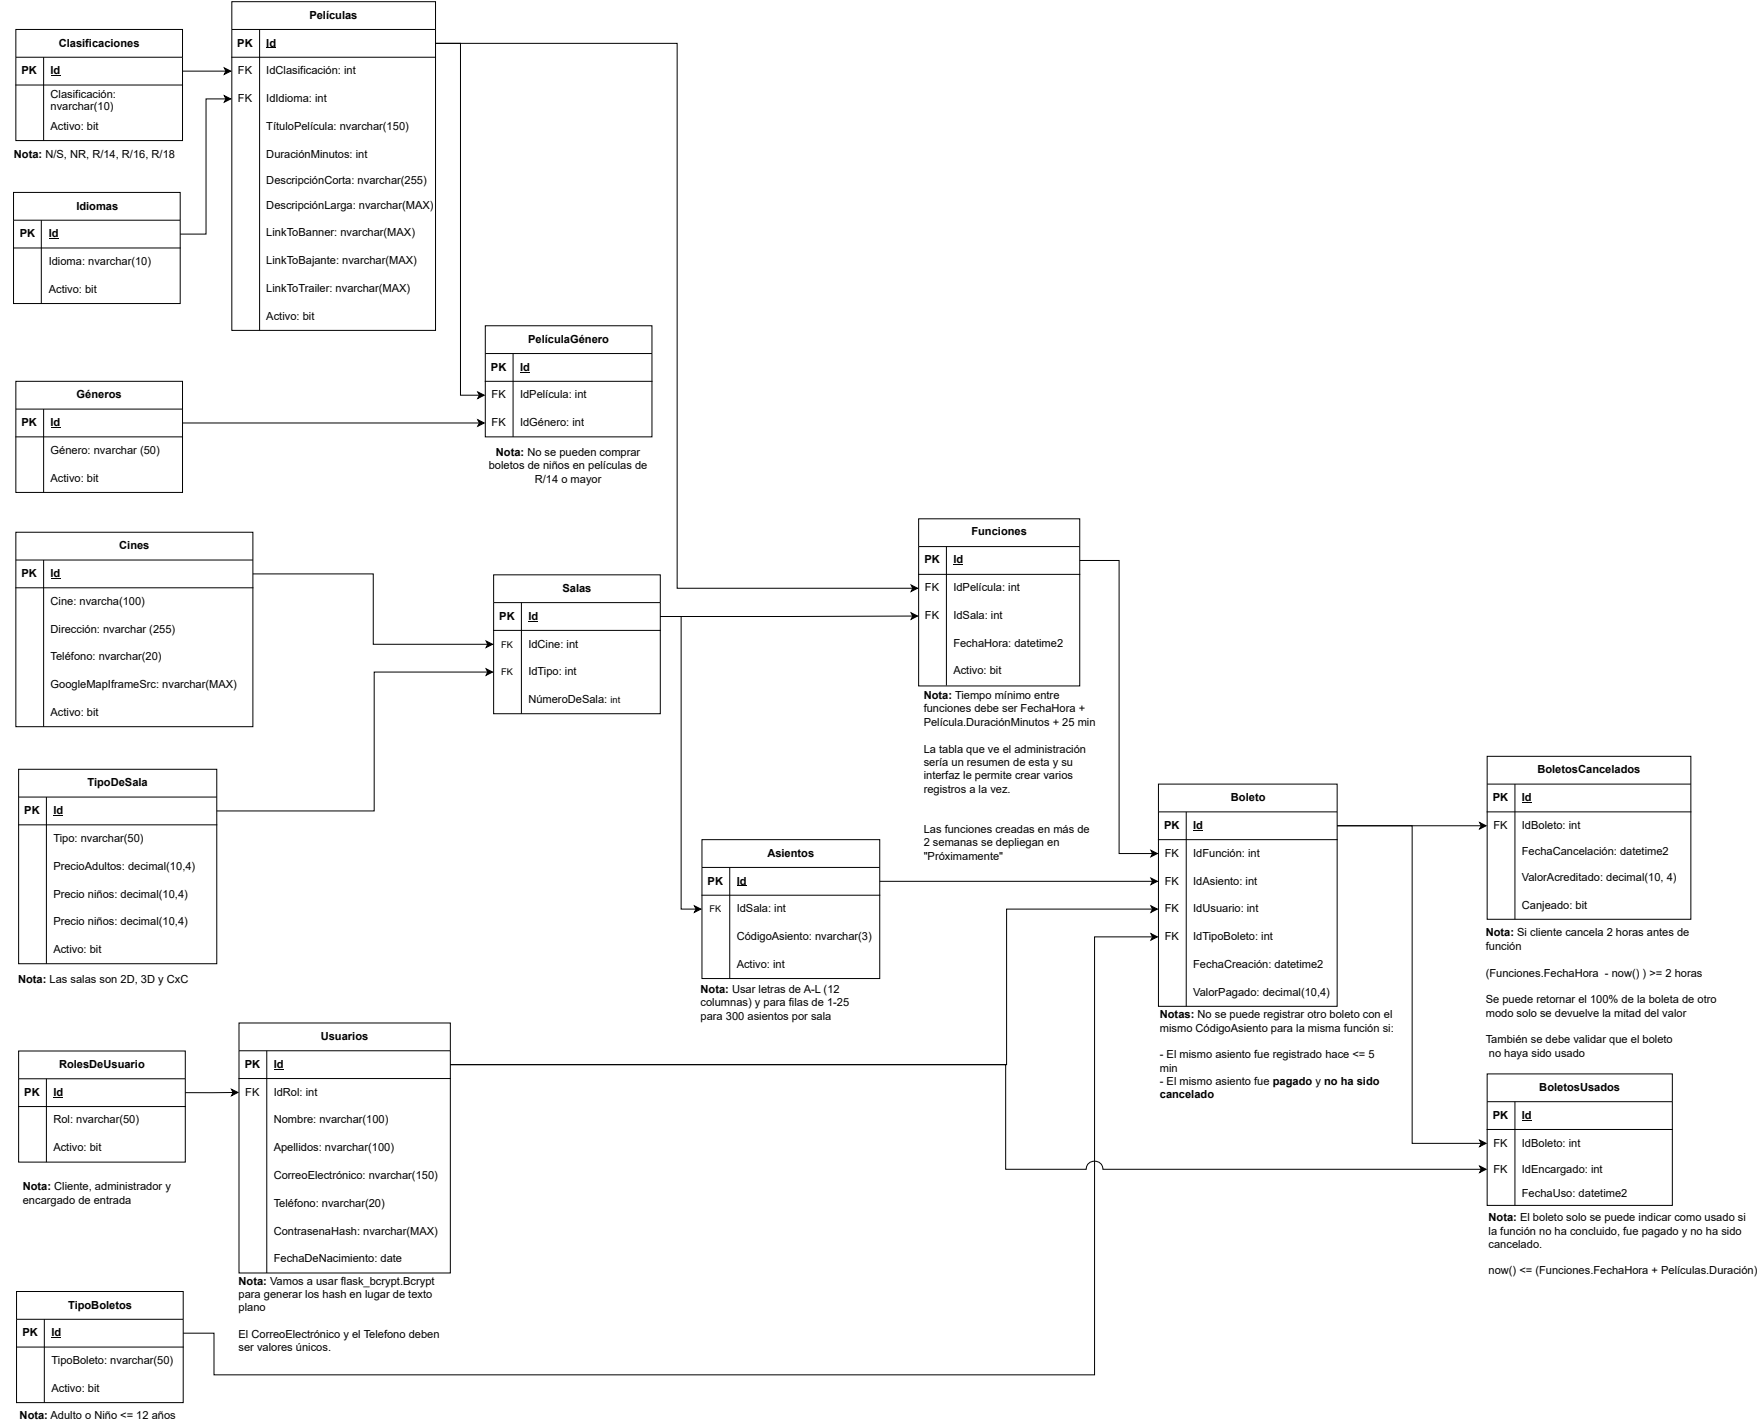 Películas
PK Id
FK IdClasificación: int
FK IdIdioma: int
TítuloPelícula: nvarchar(150)
DuraciónMinutos: int
DescripciónCorta: nvarchar(255)
DescripciónLarga: nvarchar(MAX)
LinkToBanner: nvarchar(MAX)
LinkToBajante: nvarchar(MAX)
LinkToTrailer: nvarchar(MAX)
Activo: bit
Clasificaciones
PK Id
Clasificación:
nvarchar(10)
Activo: bit
Nota: N/S, NR, R/14, R/16, R/18
Idiomas
PK Id
Idioma: nvarchar(10)
Activo: bit
PelículaGénero
PK Id
FK IdPelícula: int
FK IdGénero: int
Nota: No se pueden comprar
boletos de niños en películas de
R/14 o mayor
Géneros
PK Id
Género: nvarchar (50)
Activo: bit
Cines
PK Id
Cine: nvarcha(100)
Dirección: nvarchar (255)
Teléfono: nvarchar(20)
GoogleMapIframeSrc: nvarchar(MAX)
Activo: bit
Salas
PK Id
FK IdCine: int
FK IdTipo: int
NúmeroDeSala: int
Funciones
PK Id
FK IdPelícula: int
FK IdSala: int
FechaHora: datetime2
Activo: bit
Nota: Tiempo mínimo entre
funciones debe ser FechaHora +
Película.DuraciónMinutos + 25 min
La tabla que ve el administración
sería un resumen de esta y su
interfaz le permite crear varios
registros a la vez.
Las funciones creadas en más de
2 semanas se depliegan en
"Próximamente"
TipoDeSala
PK Id
Tipo: nvarchar(50)
PrecioAdultos: decimal(10,4)
Precio niños: decimal(10,4)
Precio niños: decimal(10,4)
Activo: bit
Nota: Las salas son 2D, 3D y CxC
Asientos
PK Id
FK IdSala: int
CódigoAsiento: nvarchar(3)
Activo: int
Nota: Usar letras de A-L (12
columnas) y para filas de 1-25
para 300 asientos por sala
Boleto
PK Id
FK IdFunción: int
FK IdAsiento: int
FK IdUsuario: int
FK IdTipoBoleto: int
FechaCreación: datetime2
ValorPagado: decimal(10,4)
Notas: No se puede registrar otro boleto con el
mismo CódigoAsiento para la misma función si:
- El mismo asiento fue registrado hace <= 5
min
- El mismo asiento fue pagado y no ha sido
cancelado
BoletosCancelados
PK Id
FK IdBoleto: int
FechaCancelación: datetime2
ValorAcreditado: decimal(10, 4)
Canjeado: bit
Nota: Si cliente cancela 2 horas antes de
función
(Funciones.FechaHora - now() ) >= 2 horas
Se puede retornar el 100% de la boleta de otro
modo solo se devuelve la mitad del valor
También se debe validar que el boleto
no haya sido usado
BoletosUsados
PK Id
FK IdBoleto: int
FK IdEncargado: int
FechaUso: datetime2
Nota: El boleto solo se puede indicar como usado si
la función no ha concluido, fue pagado y no ha sido
cancelado.
now() <= (Funciones.FechaHora + Películas.Duración)
RolesDeUsuario
PK Id
Rol: nvarchar(50)
Activo: bit
Nota: Cliente, administrador y
encargado de entrada
Usuarios
PK Id
FK IdRol: int
Nombre: nvarchar(100)
Apellidos: nvarchar(100)
CorreoElectrónico: nvarchar(150)
Teléfono: nvarchar(20)
ContrasenaHash: nvarchar(MAX)
FechaDeNacimiento: date
Nota: Vamos a usar flask_bcrypt.Bcrypt
para generar los hash en lugar de texto
plano
El CorreoElectrónico y el Telefono deben
ser valores únicos.
TipoBoletos
PK Id
TipoBoleto: nvarchar(50)
Activo: bit
Nota: Adulto o Niño <= 12 años